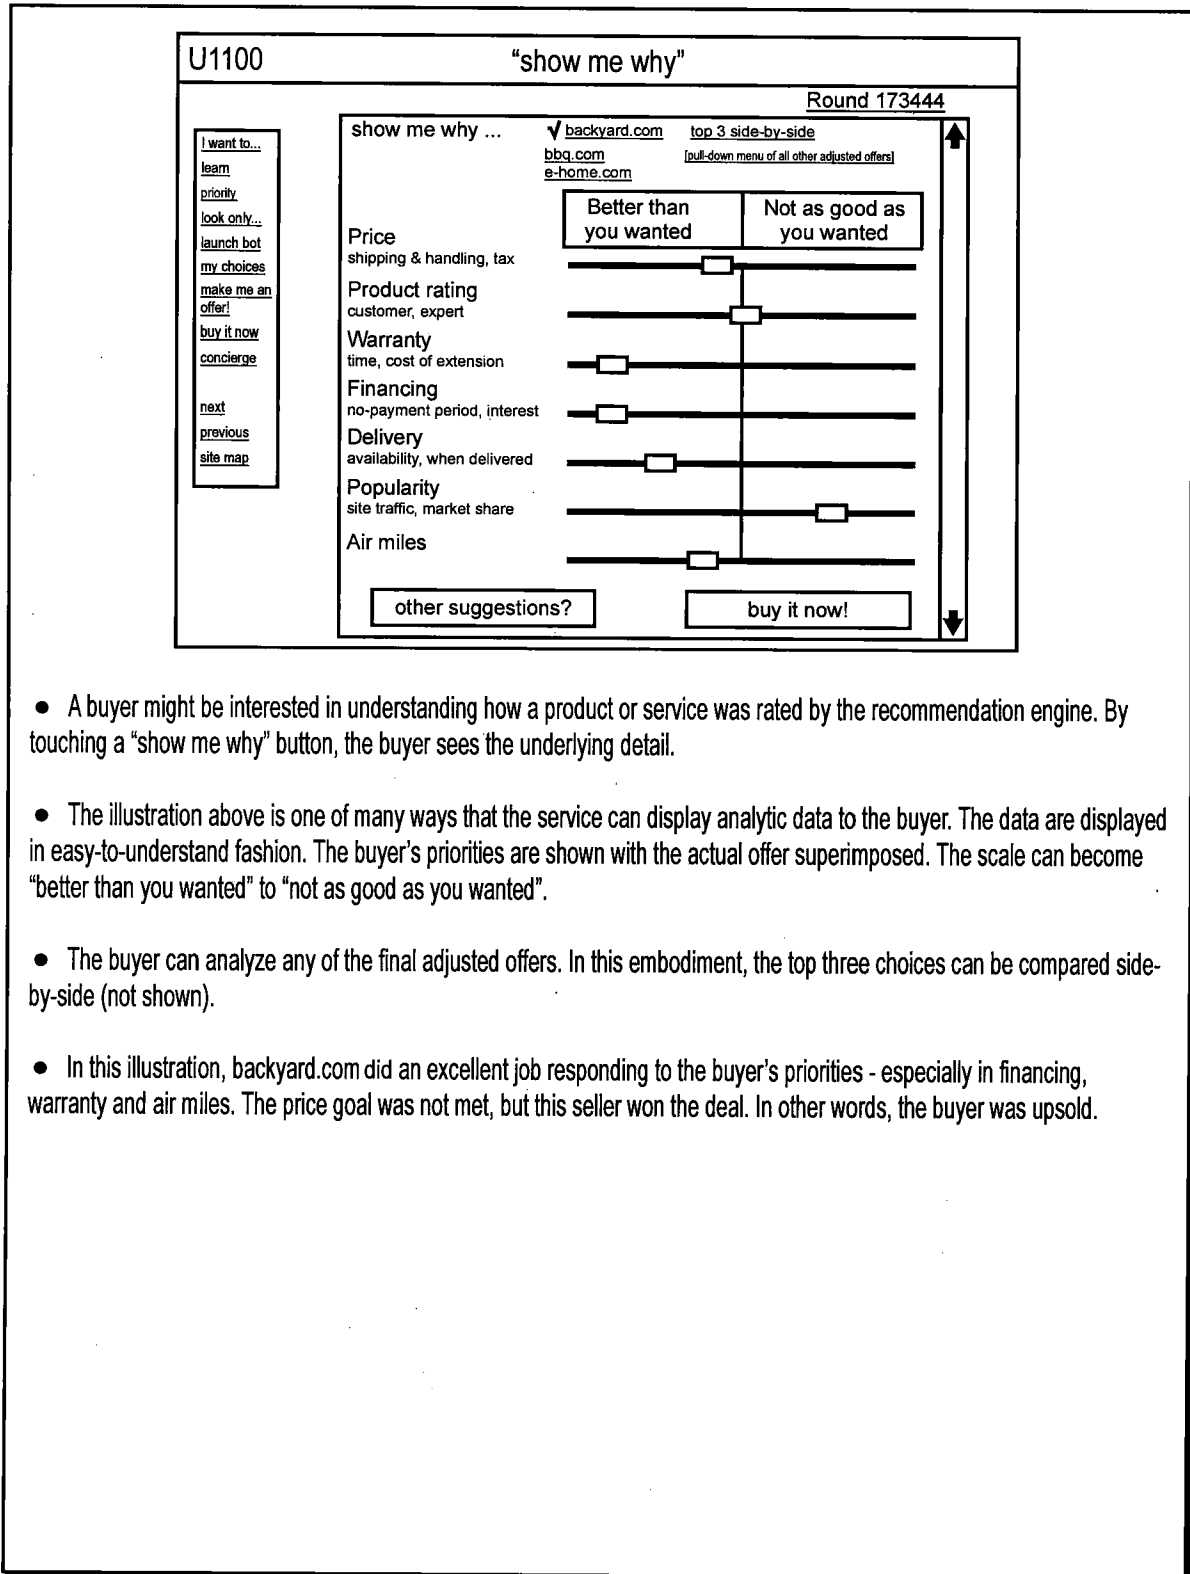 U1100
“show me why”
Round 173444
I want to...
learn
priority
look only...
launch bot
my choices
make me an
offer!
buy it now
concierge
next
previous
site map
show me why ...
√ backyard.com
top 3 side-by-side
bbq.com
[pull-down menu of all other adjusted offers]
e-home.com
Better than
you wanted
Not as good as
you wanted
Price
shipping & handling, tax
Product rating
customer, expert
Warranty
time, cost of extension
Financing
no-payment period, interest
Delivery
availability, when delivered
Popularity
site traffic, market share
Air miles
other suggestions?
buy it now!
● A buyer might be interested in understanding how a product or service was rated by the recommendation engine. By
touching a “show me why” button, the buyer sees the underlying detail.
● The illustration above is one of many ways that the service can display analytic data to the buyer. The data are displayed
in easy-to-understand fashion. The buyer’s priorities are shown with the actual offer superimposed. The scale can become
“better than you wanted” to “not as good as you wanted”.
● The buyer can analyze any of the final adjusted offers. In this embodiment, the top three choices can be compared side-
by-side (not shown).
● In this illustration, backyard.com did an excellent job responding to the buyer’s priorities - especially in financing,
warranty and air miles. The price goal was not met, but this seller won the deal. In other words, the buyer was upsold.